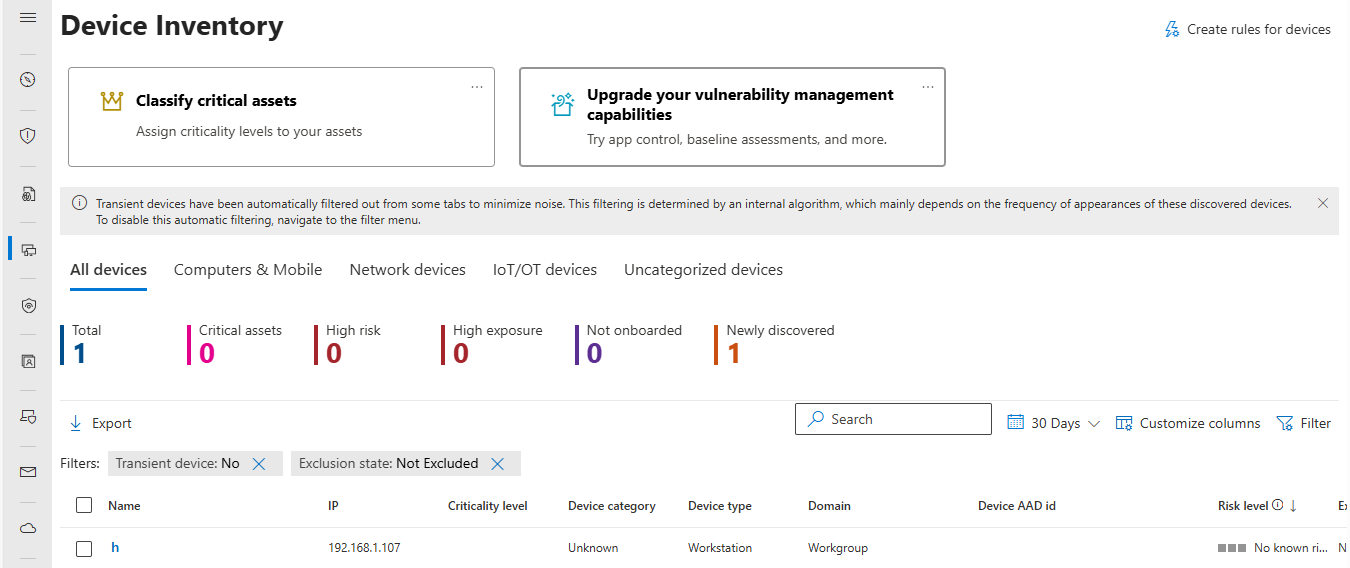 Device Inventory
Create rules for devices
Classify critical assets
...
Assign criticality levels to your assets
Upgrade your vulnerability management
capabilities
...
Try app control, baseline assessments, and more.
Transient devices have been automatically filtered out from some tabs to minimize noise. This filtering is determined by an internal algorithm, which mainly depends on the frequency of appearances of these discovered devices.
To disable this automatic filtering, navigate to the filter menu.
All devices Computers & Mobile Network devices IoT/OT devices Uncategorized devices
Total Critical assets High risk High exposure Not onboarded Newly discovered
1 0 0 0 0 1
Export Search 30 Days Customize columns Filter
Filters: Transient device: No Exclusion state: Not Excluded
Name IP Criticality level Device category Device type Domain Device AAD id Risk level
h 192.168.1.107 Unknown Workstation Workgroup No known ri... N